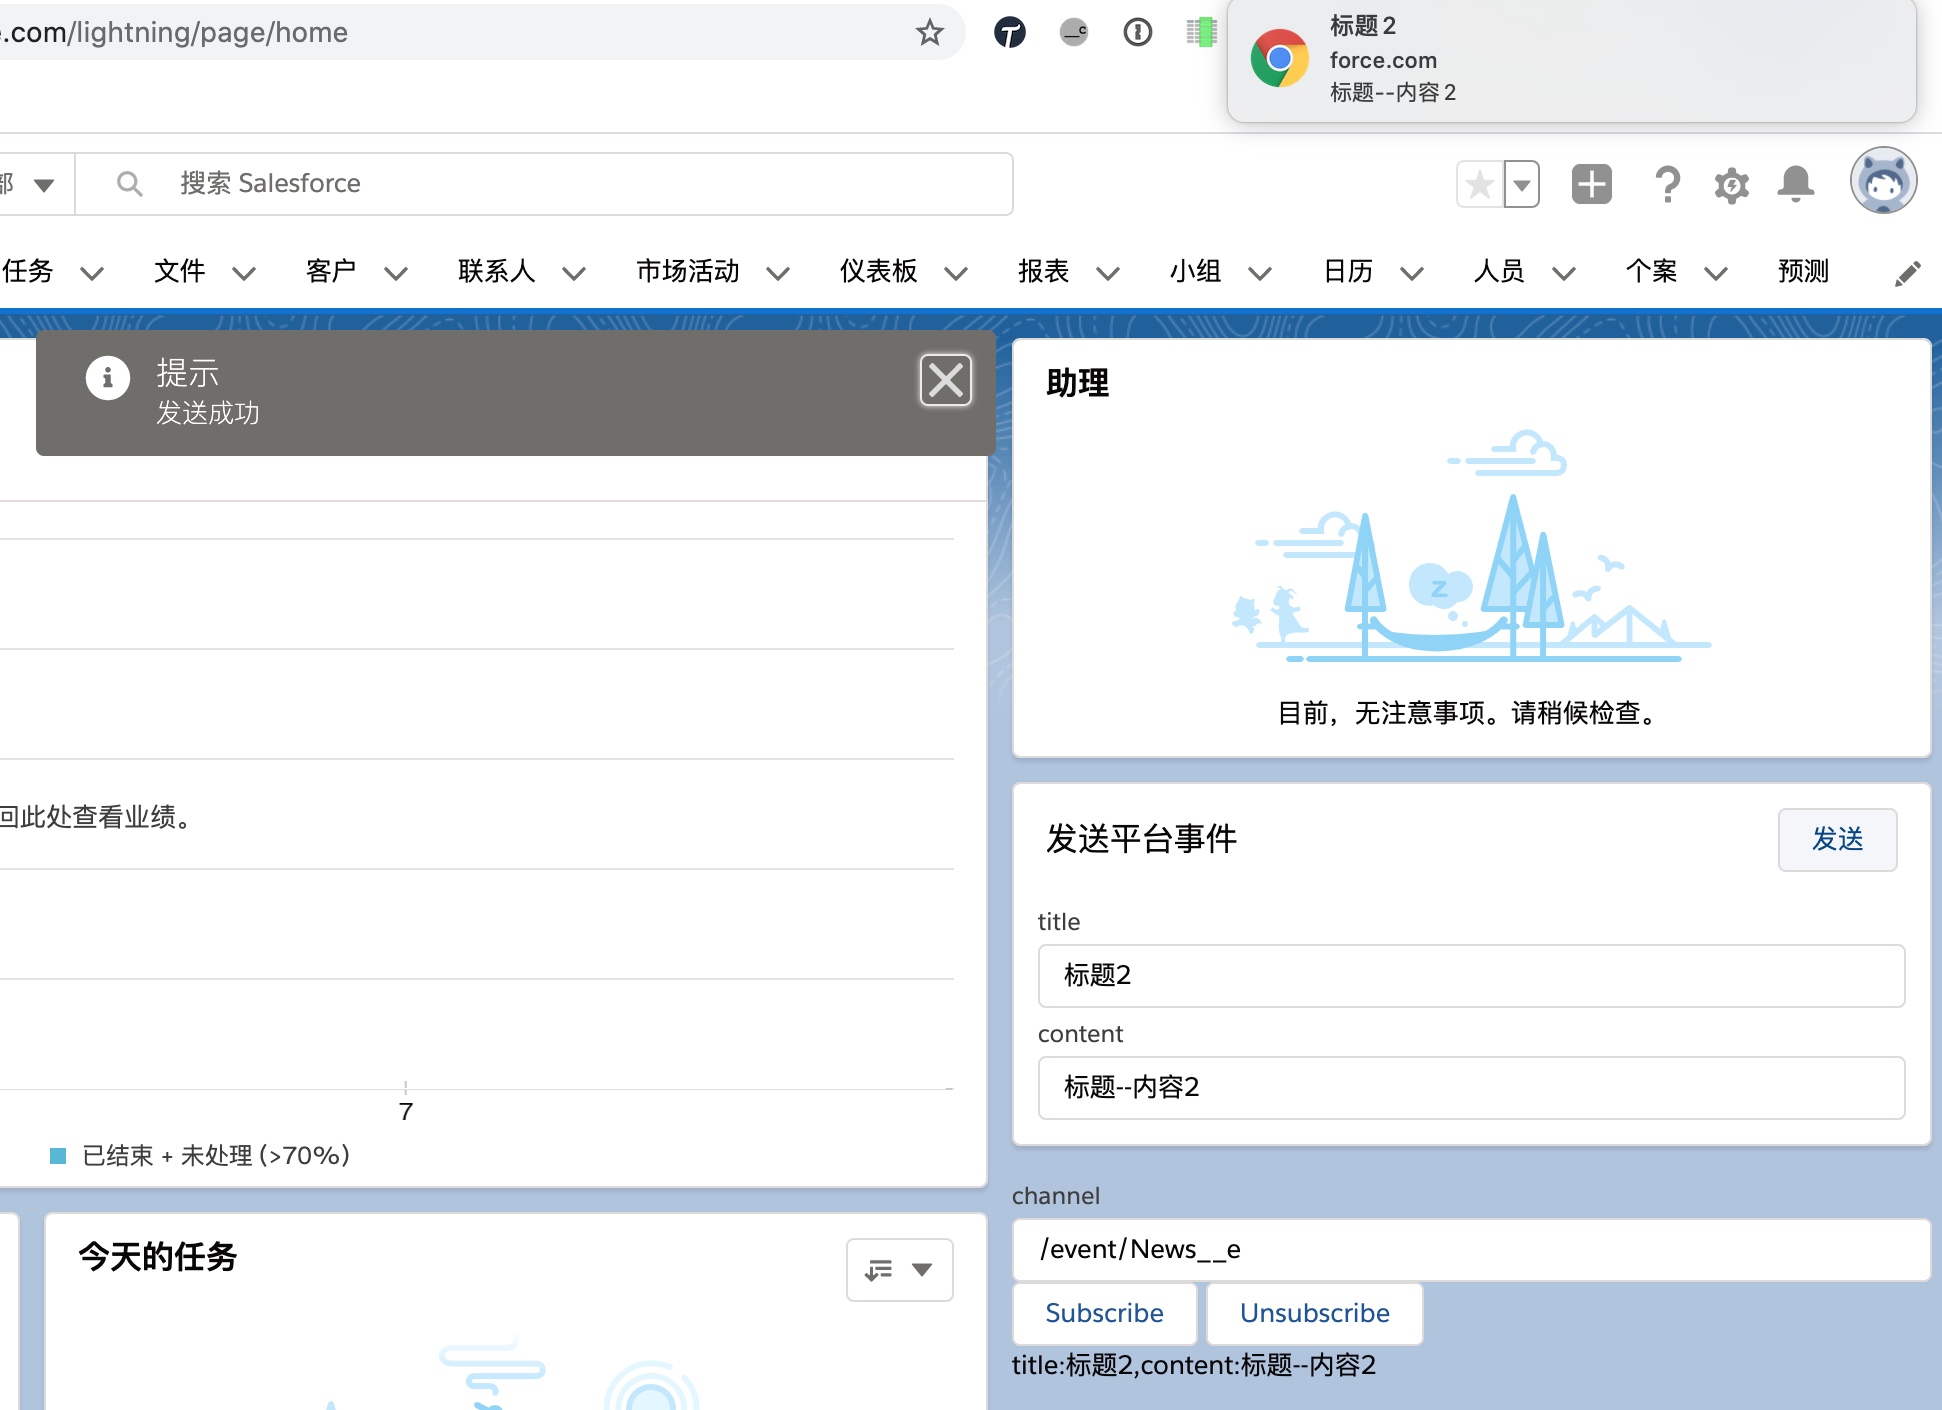 .com/lightning/page/home
标题 2
force.com
标题--内容 2
部
搜索 Salesforce
任务 文件 客户 联系人 市场活动 仪表板 报表 小组 日历 人员 个案 预测
提示
发送成功
助理
z
目前，无注意事项。请稍候检查。
回此处查看业绩。
发送平台事件
发送
title
标题2
content
标题--内容2
7
已结束 + 未处理 (>70%)
channel
/event/News__e
今天的任务
Subscribe Unsubscribe
title:标题2,content:标题--内容2